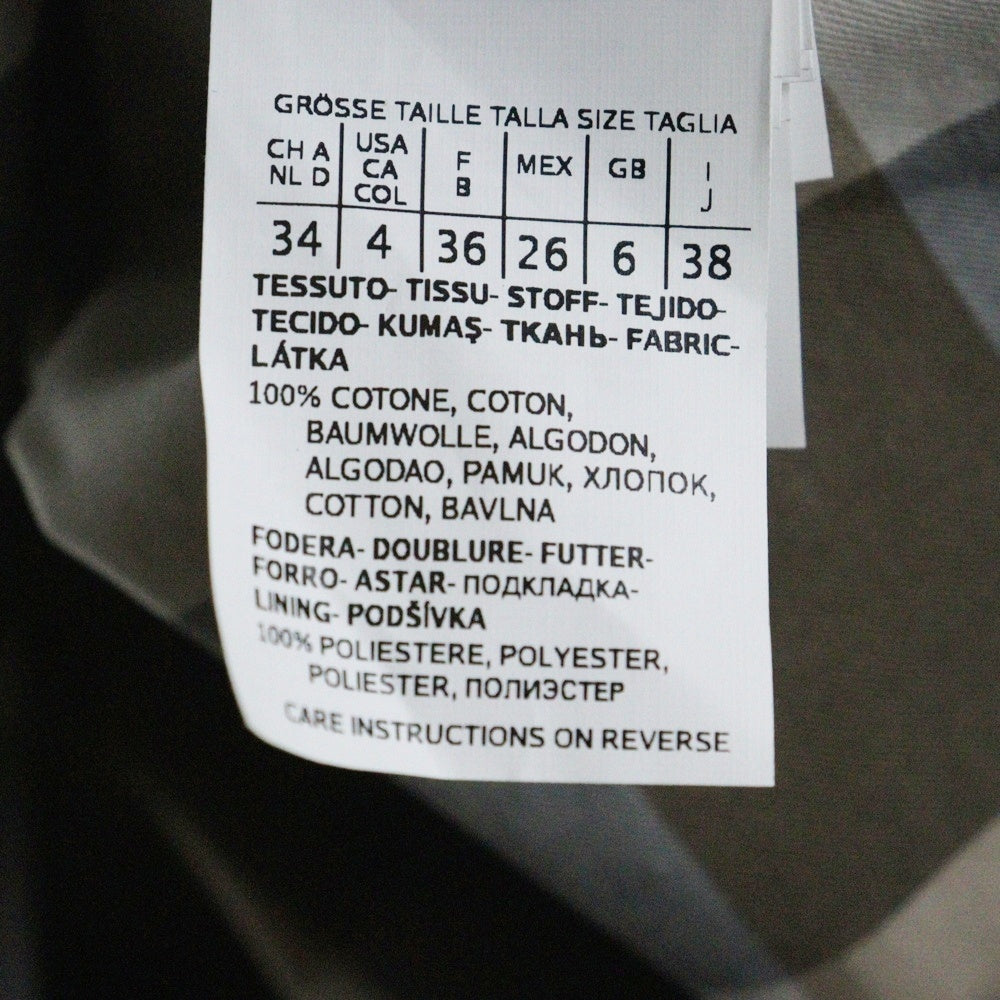 GRÖSSE TAILLE TALLA SIZE TAGLIA
CH A NL D | USA CA COL | F B | MEX | GB | I J
34 | 4 | 36 | 26 | 6 | 38
TESSUTO- TISSU- STOFF- TEJIDO-
TECIDO- KUMAŞ- ТКАНЬ- FABRIC-
LÁTKA
100% COTONE, COTON,
BAUMWOLLE, ALGODON,
ALGODAO, PAMUK, ХЛОПОК,
COTTON, BAVLNA
FODERA- DOUBLURE- FUTTER-
FORRO- ASTAR- ПОДКЛАДКА-
LINING- PODŠÍVKA
100% POLIESTERE, POLYESTER,
POLIESTER, ПОЛИЭСТЕР
CARE INSTRUCTIONS ON REVERSE